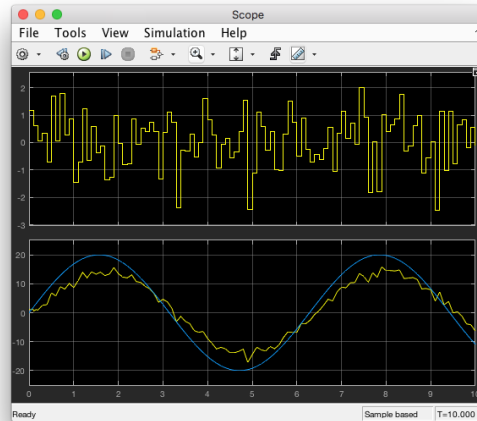 Scope
File Tools View Simulation Help
2
1
0
-1
-2
-3
20
10
0
-10
-20
0 1 2 3 4 5 6 7 8 9 10
Ready Sample based T=10.000